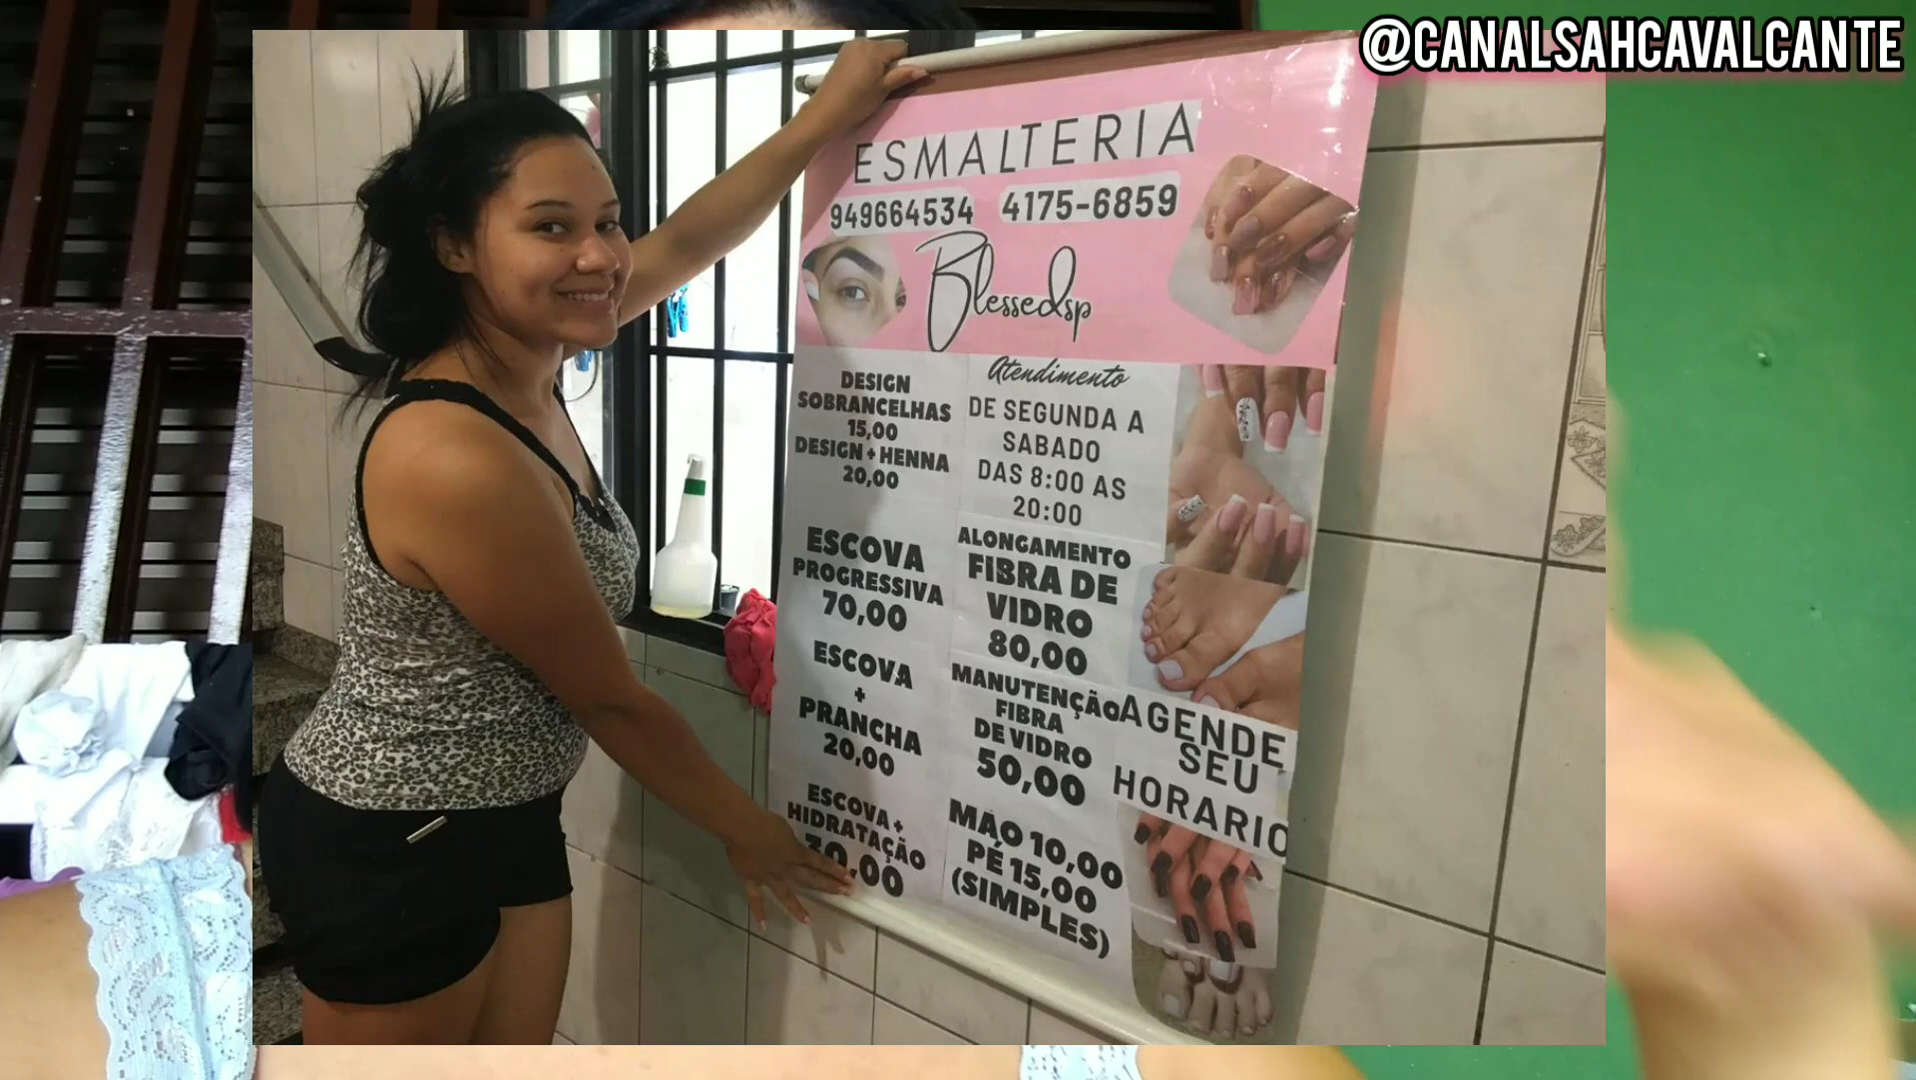 @CANALSAHCAVALCANTE
ESMALTERIA
949664534 4175-6859
Blessedsp
DESIGN
SOBRANCELHAS
15,00
DESIGN + HENNA
20,00
ESCOVA
PROGRESSIVA
70,00
ESCOVA
+
PRANCHA
20,00
ESCOVA +
HIDRATAÇÃO
30,00
Atendimento
DE SEGUNDA A
SABADO
DAS 8:00 AS
20:00
ALONGAMENTO
FIBRA DE
VIDRO
80,00
MANUTENÇÃO
FIBRA
DE VIDRO
50,00
MÃO 10,00
PÉ 15,00
(SIMPLES)
AGENDE
SEU
HORARIO